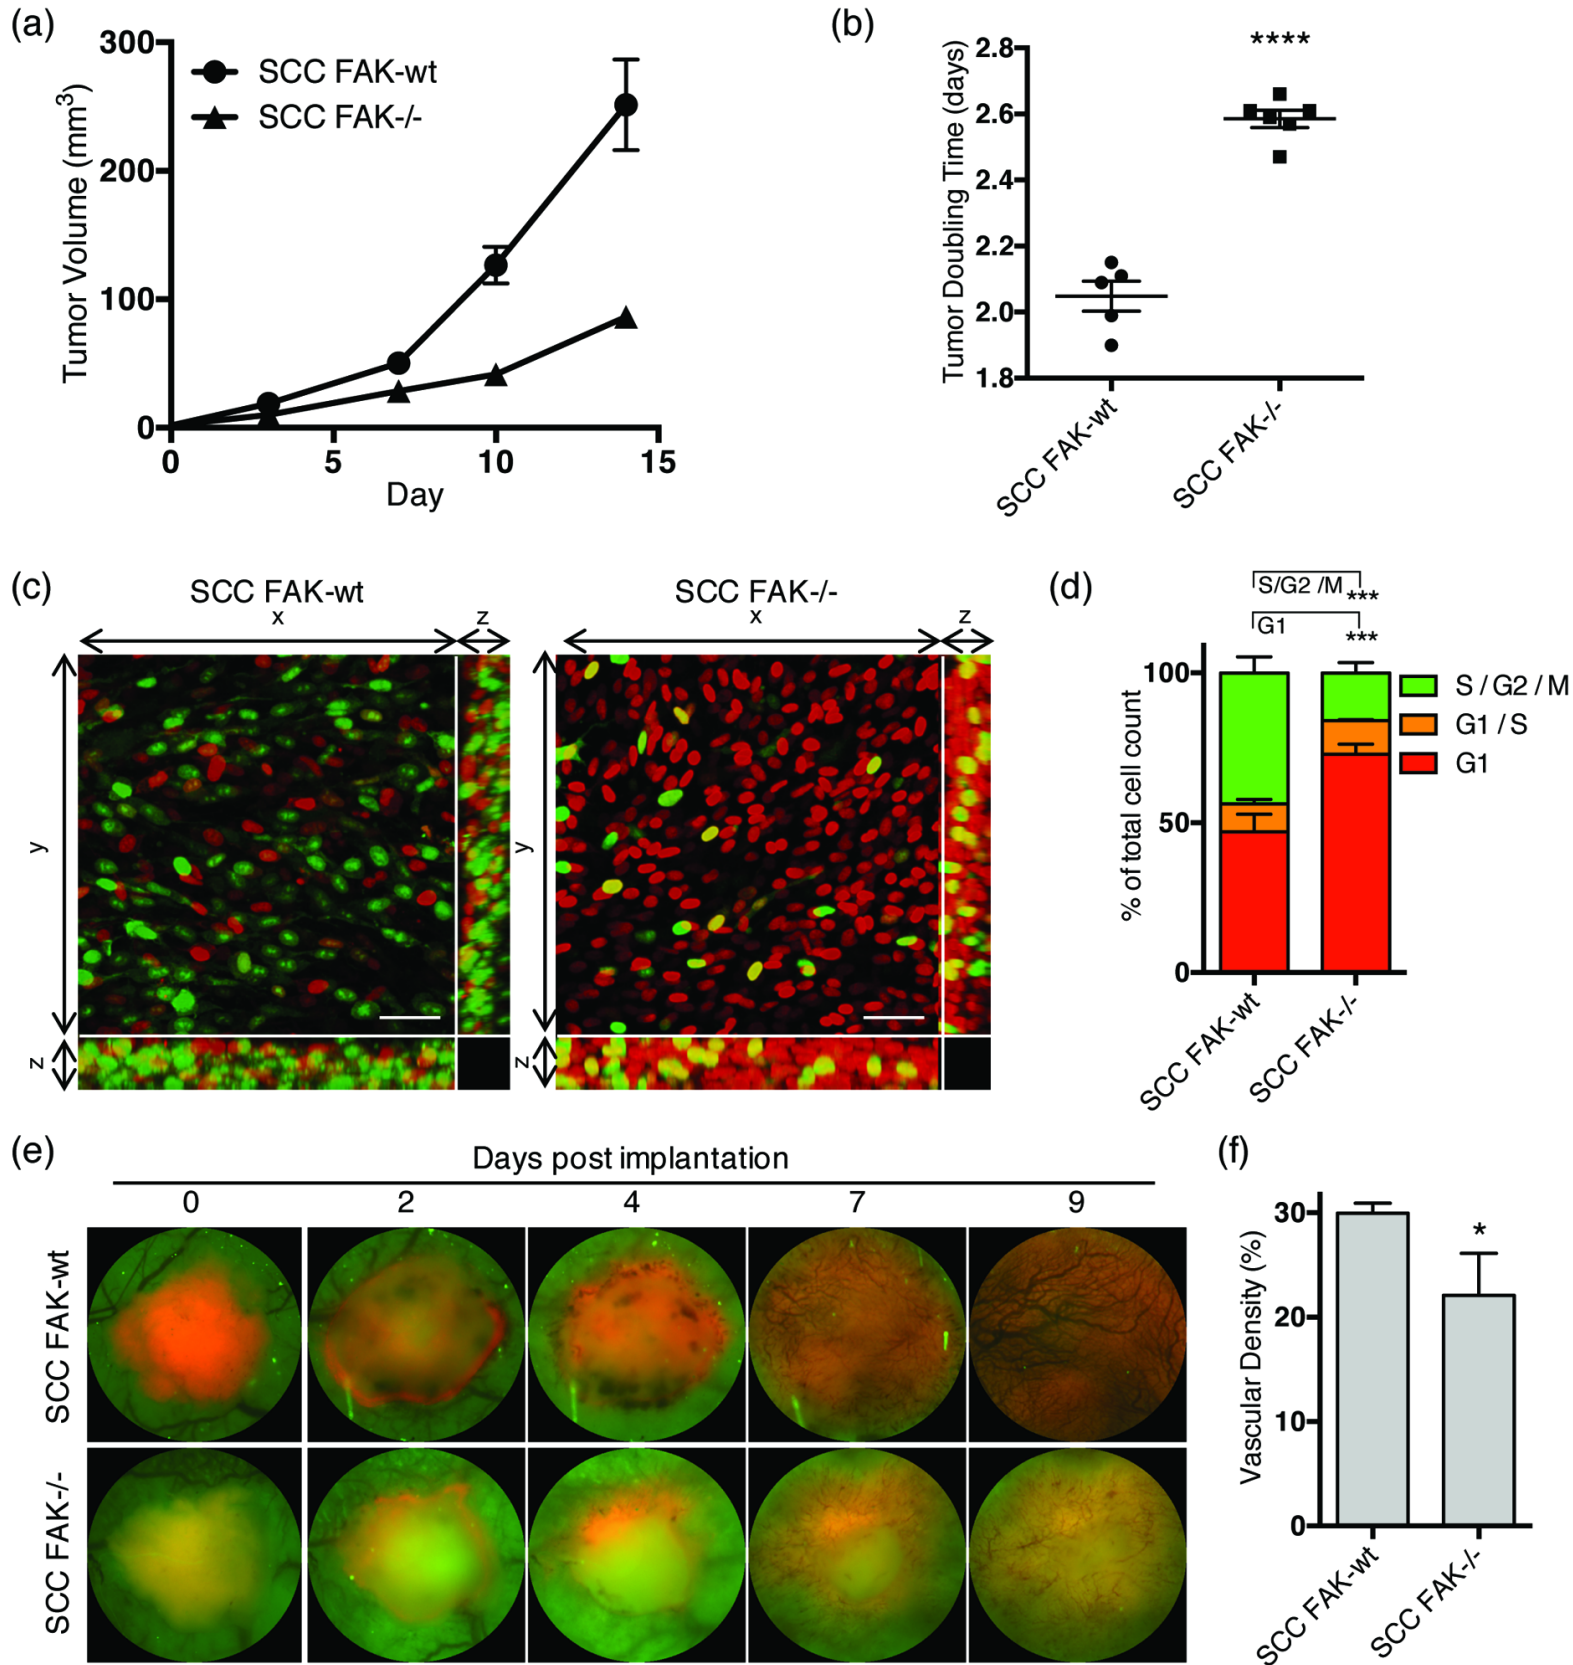 (a)
300
200
100
0
Tumor Volume (mm³)
SCC FAK-wt
SCC FAK-/-
0 5 10 15
Day
(b)
****
2.8
2.6
2.4
2.2
2.0
1.8
Tumor Doubling Time (days)
SCC FAK-wt
SCC FAK-/-
(c)
SCC FAK-wt
x
z
y
z
SCC FAK-/-
x
z
y
z
(d)
S/G2 /M
***
G1
***
100
50
0
% of total cell count
S / G2 / M
G1 / S
G1
SCC FAK-wt
SCC FAK-/-
(e)
Days post implantation
0 2 4 7 9
SCC FAK-wt
SCC FAK-/-
(f)
*
30
20
10
0
Vascular Density (%)
SCC FAK-wt
SCC FAK-/-